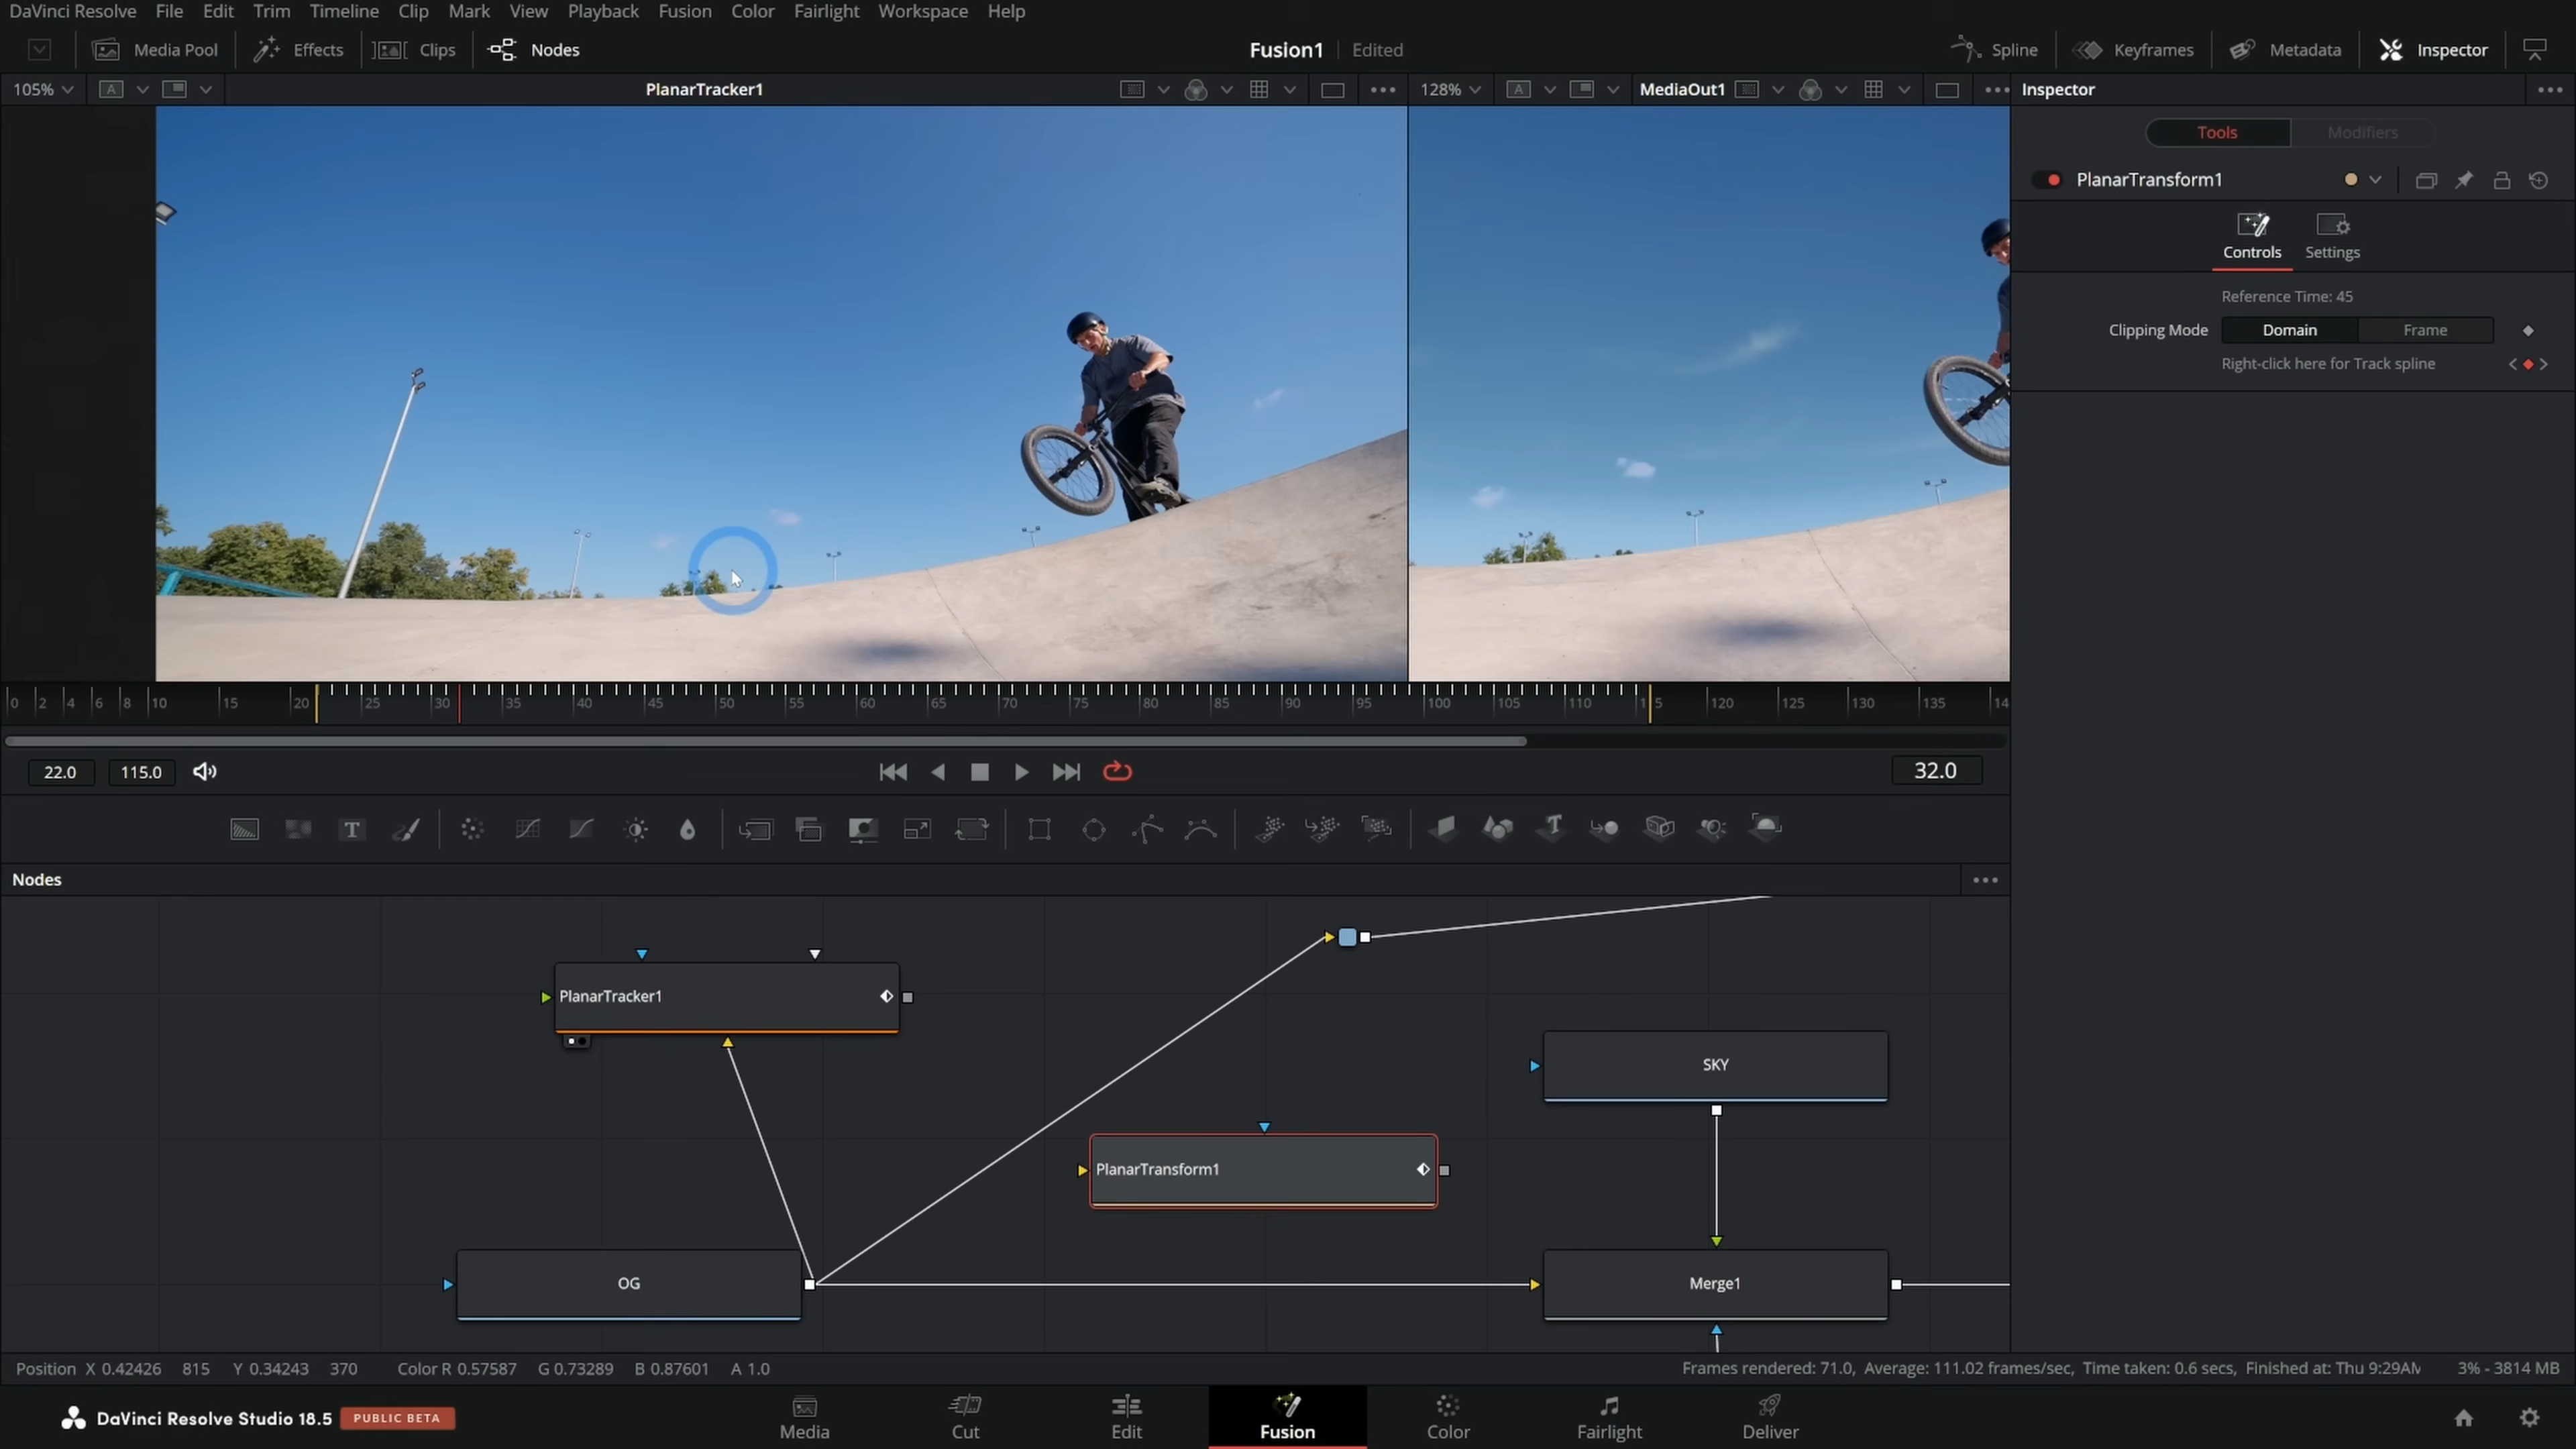 DaVinci Resolve File Edit Trim Timeline Clip Mark View Playback Fusion Color Fairlight Workspace Help
Media Pool Effects Clips Nodes Fusion1 Edited Spline Keyframes Metadata Inspector
105% A PlanarTracker1 128% A MediaOut1 Inspector
Tools Modifiers
PlanarTransform1
Controls Settings
Reference Time: 45
Clipping Mode Domain Frame
Right-click here for Track spline
0 2 4 6 8 10 15 20 25 30 35 40 45 50 55 60 65 70 75 80 85 90 95 100 105 110 115 120 125 130 135 14
22.0 115.0 32.0
T T
Nodes
PlanarTracker1
SKY
PlanarTransform1
OG Merge1
Position X 0.42426 815 Y 0.34243 370 Color R 0.57587 G 0.73289 B 0.87601 A 1.0 Frames rendered: 71.0, Average: 111.02 frames/sec, Time taken: 0.6 secs, Finished at: Thu 9:29AM 3% - 3814 MB
DaVinci Resolve Studio 18.5 PUBLIC BETA Media Cut Edit Fusion Color Fairlight Deliver